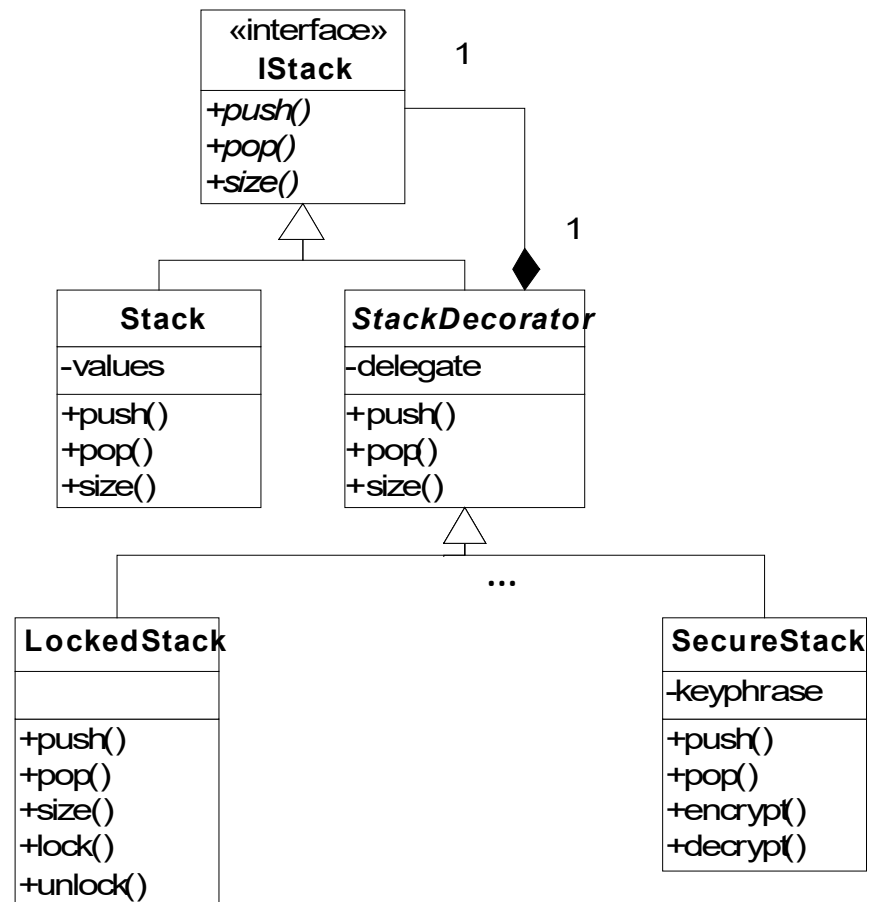 «interface»
IStack
1
+push()
+pop()
+size()
1
Stack
-values
+push()
+pop()
+size()
StackDecorator
-delegate
+push()
+pop()
+size()
...
LockedStack
+push()
+pop()
+size()
+lock()
+unlock()
SecureStack
-keyphrase
+push()
+pop()
+encrypt()
+decrypt()